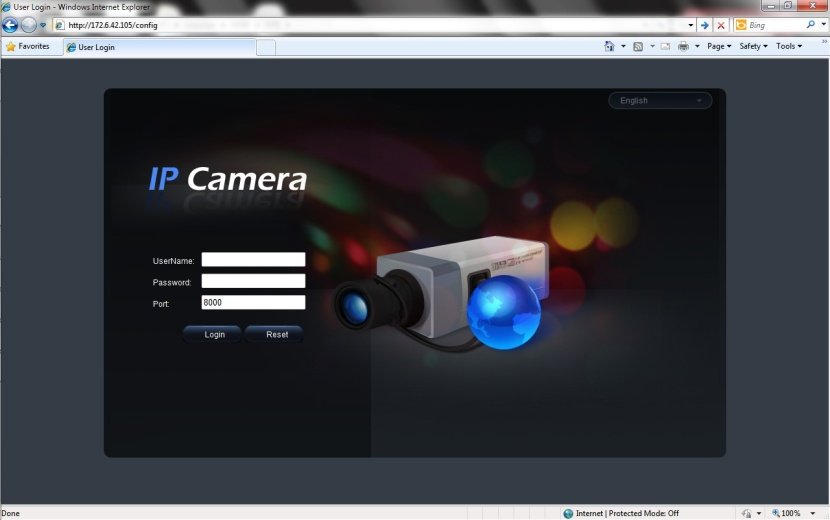 User Login - Windows Internet Explorer
http://172.6.42.105/config
Bing
Favorites
User Login
Page
Safety
Tools
English
IP Camera
UserName:
Password:
Port:
8000
Login
Reset
Done
Internet | Protected Mode: Off
100%